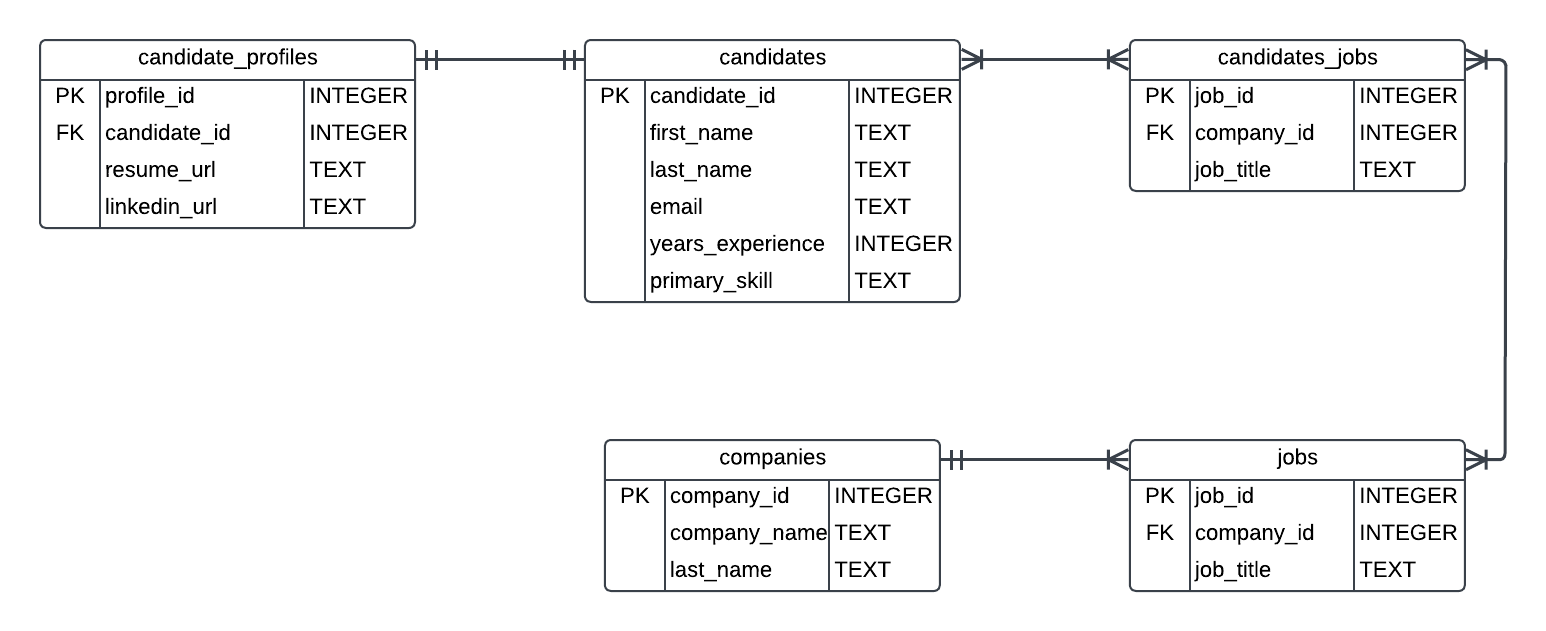 candidate_profiles
PK profile_id INTEGER
FK candidate_id INTEGER
resume_url TEXT
linkedin_url TEXT
candidates
PK candidate_id INTEGER
first_name TEXT
last_name TEXT
email TEXT
years_experience INTEGER
primary_skill TEXT
candidates_jobs
PK job_id INTEGER
FK company_id INTEGER
job_title TEXT
companies
PK company_id INTEGER
company_name TEXT
last_name TEXT
jobs
PK job_id INTEGER
FK company_id INTEGER
job_title TEXT